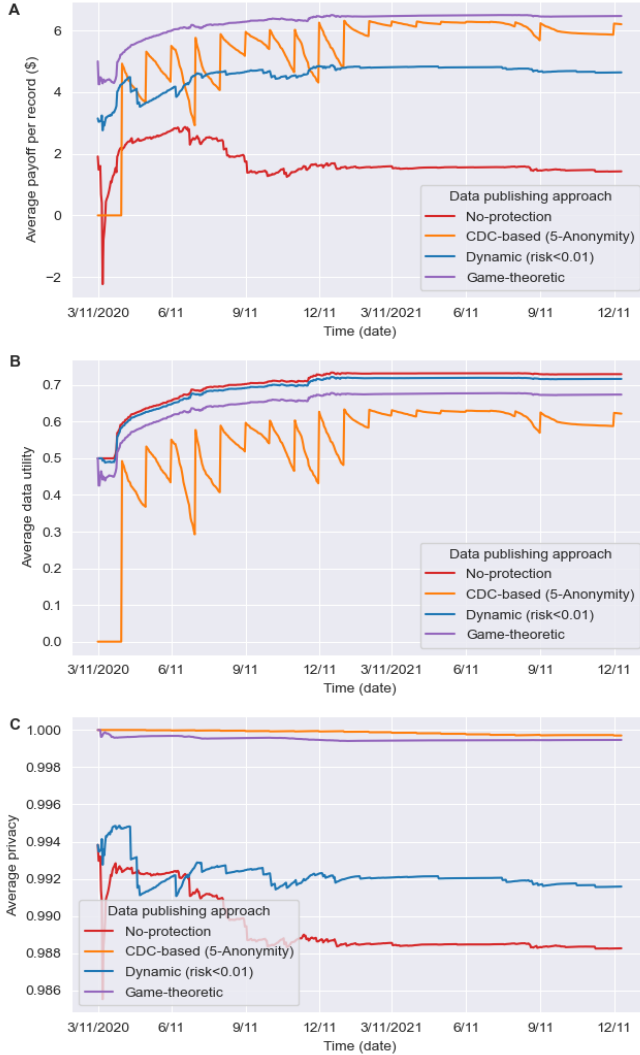 A
Average payoff per record ($)
6
4
2
0
−2
Data publishing approach
No-protection
CDC-based (5-Anonymity)
Dynamic (risk<0.01)
Game-theoretic
3/11/2020 6/11 9/11 12/11 3/11/2021 6/11 9/11 12/11
Time (date)
B
Average data utility
0.7
0.6
0.5
0.4
0.3
0.2
0.1
0.0
Data publishing approach
No-protection
CDC-based (5-Anonymity)
Dynamic (risk<0.01)
Game-theoretic
3/11/2020 6/11 9/11 12/11 3/11/2021 6/11 9/11 12/11
Time (date)
C
Average privacy
1.000
0.998
0.996
0.994
0.992
0.990
0.988
0.986
Data publishing approach
No-protection
CDC-based (5-Anonymity)
Dynamic (risk<0.01)
Game-theoretic
3/11/2020 6/11 9/11 12/11 3/11/2021 6/11 9/11 12/11
Time (date)